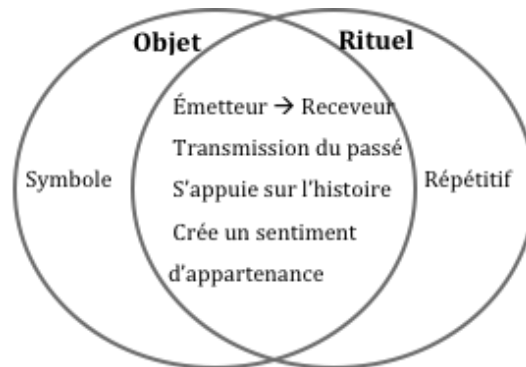 Objet
Rituel
Émetteur → Receveur
Transmission du passé
Symbole
S'appuie sur l'histoire
Répétitif
Crée un sentiment
d'appartenance